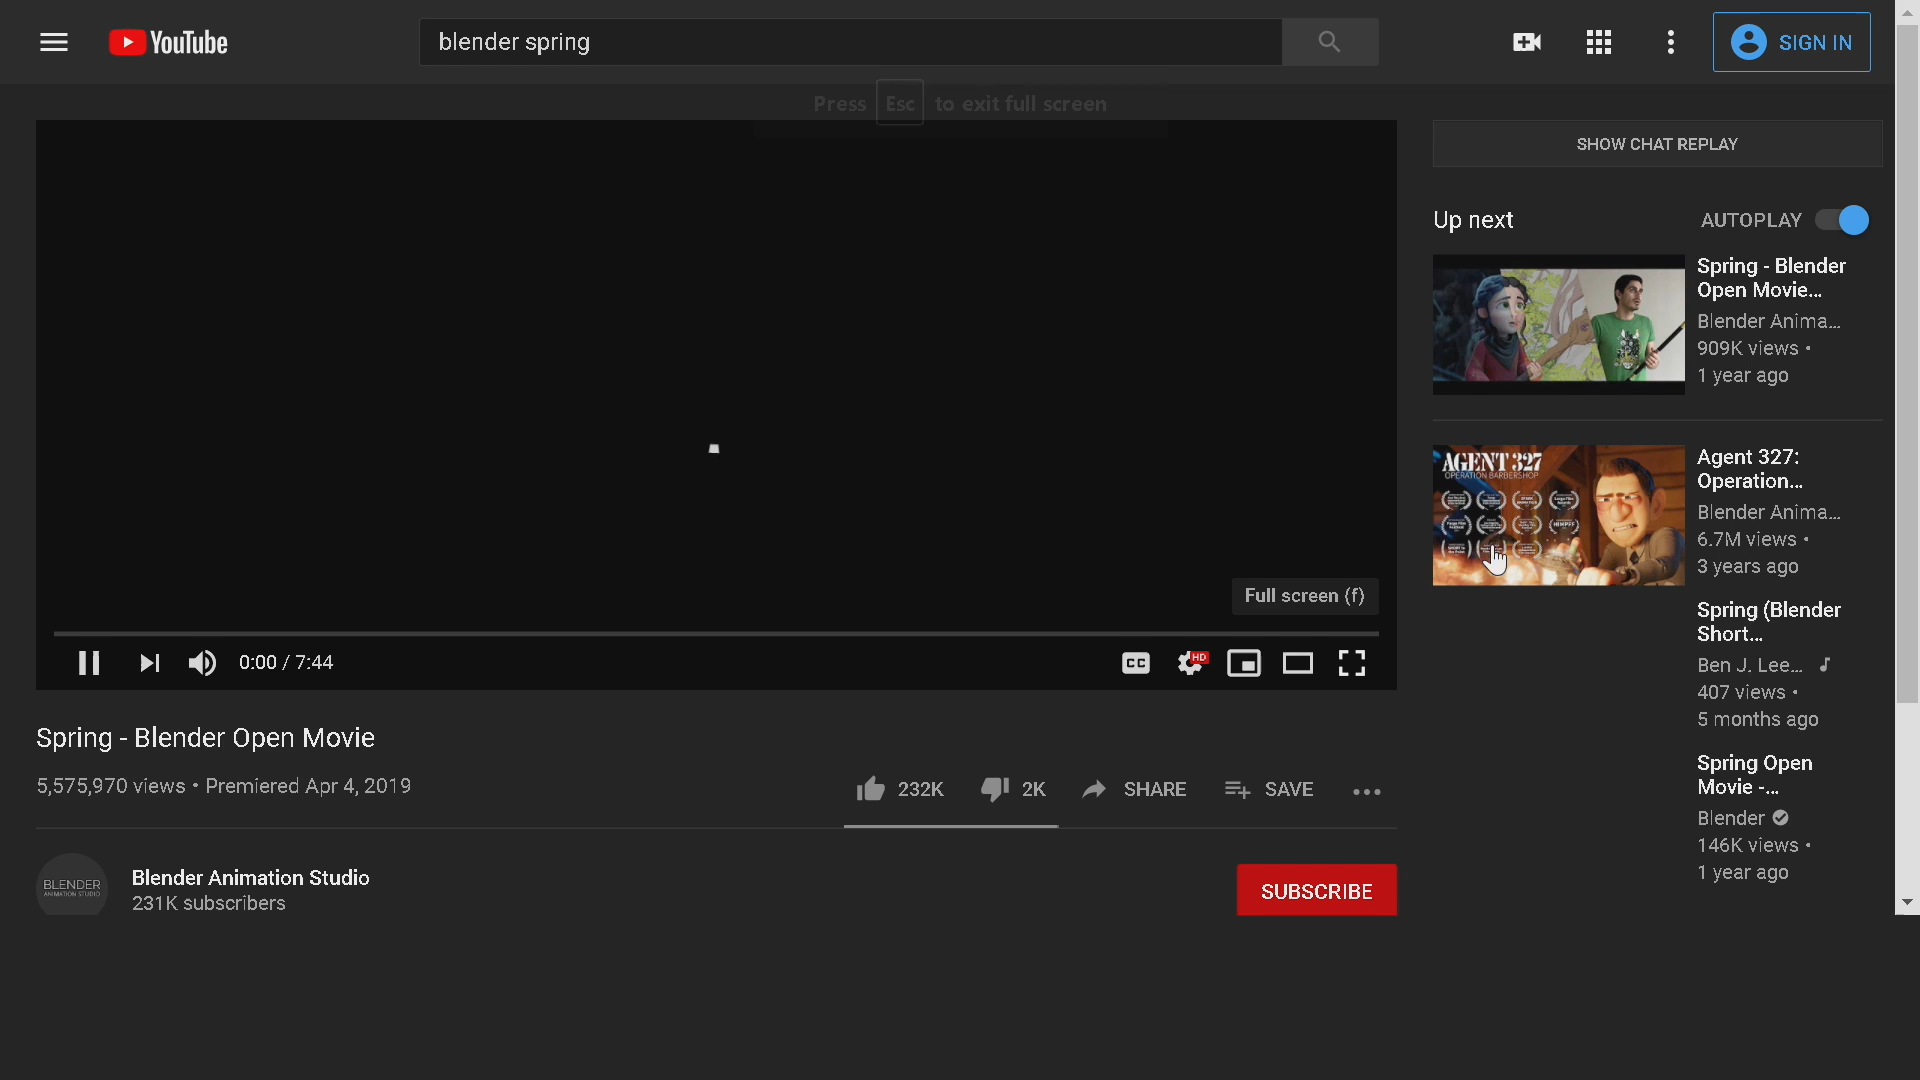 YouTube
blender spring
SIGN IN
Press Esc to exit full screen
SHOW CHAT REPLAY
Up next
AUTOPLAY
Spring - Blender
Open Movie...
Blender Anima...
909K views •
1 year ago
AGENT 327
OPERATION BARBERSHOP
Agent 327:
Operation...
Blender Anima...
6.7M views •
3 years ago
Full screen (f)
0:00 / 7:44
CC
HD
Spring (Blender
Short...
Ben J. Lee...
407 views •
5 months ago
Spring - Blender Open Movie
5,575,970 views • Premiered Apr 4, 2019
232K
2K
SHARE
SAVE
Spring Open
Movie -...
Blender
146K views •
1 year ago
BLENDER
ANIMATION STUDIO
Blender Animation Studio
231K subscribers
SUBSCRIBE